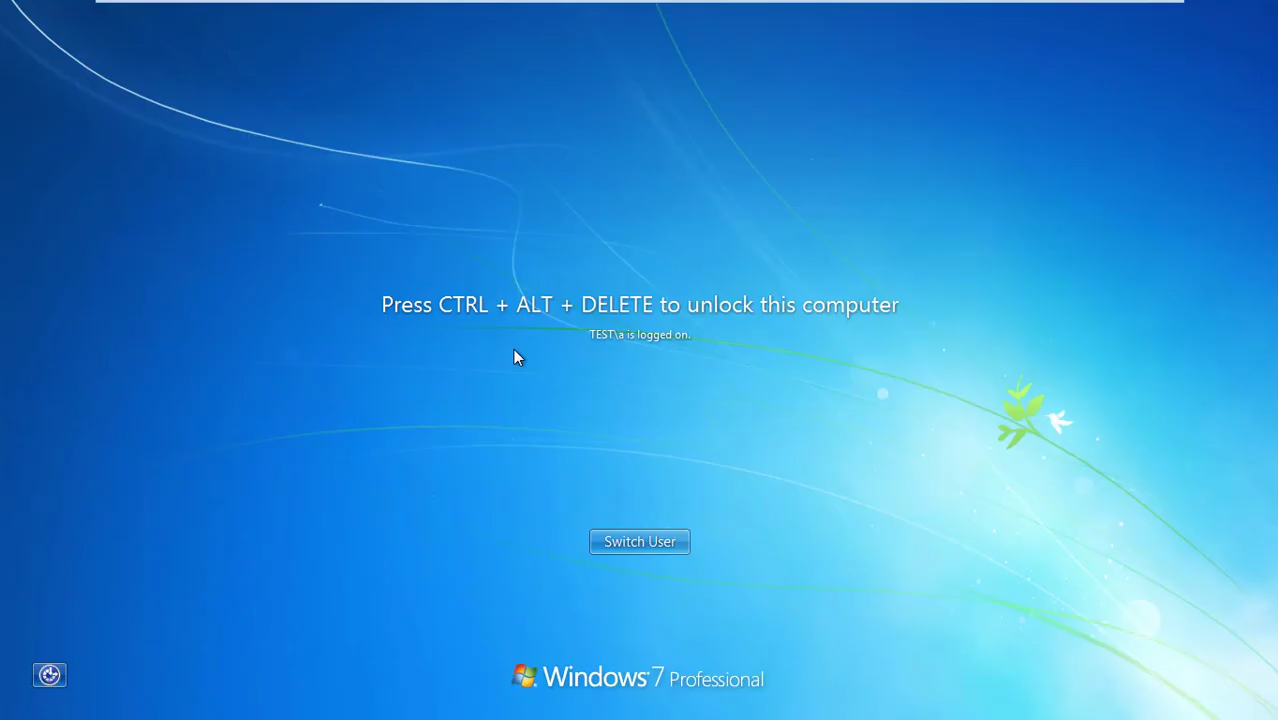 Press CTRL + ALT + DELETE to unlock this computer
TEST\a is logged on.
Switch User
Windows 7 Professional